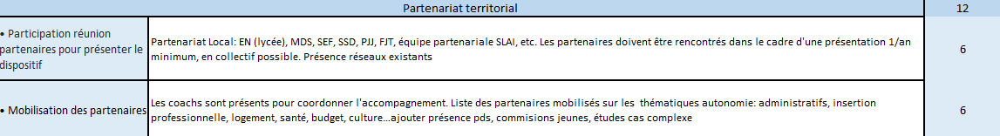 Partenariat territorial 12
• Participation réunion
partenaires pour présenter le
dispositif
Partenariat Local: EN (lycée), MDS, SEF, SSD, PJJ, FJT, équipe partenariale SLAI, etc. Les partenaires doivent être rencontrés dans le cadre d'une présentation 1/an
minimum, en collectif possible. Présence réseaux existants
6
• Mobilisation des partenaires
Les coachs sont présents pour coordonner l'accompagnement. Liste des partenaires mobilisés sur les thématiques autonomie: administratifs, insertion
professionnelle, logement, santé, budget, culture...ajouter présence pds, commisions jeunes, études cas complexe
6